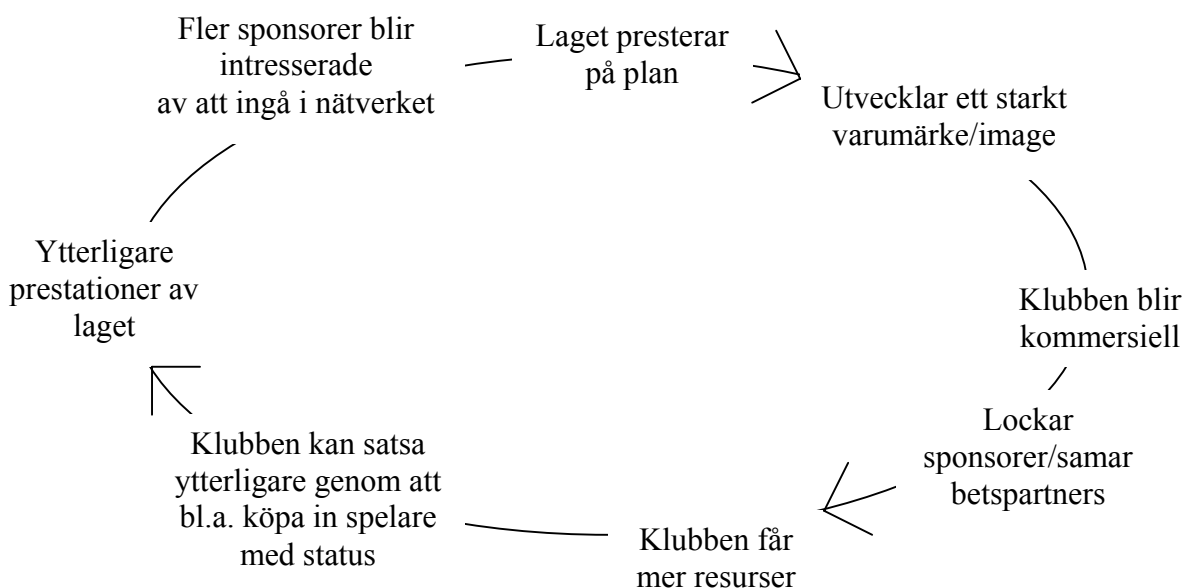 Fler sponsorer blir
intresserade
av att ingå i nätverket
Laget presterar
på plan
Utvecklar ett starkt
varumärke/image
Klubben blir
kommersiell
Lockar
sponsorer/samar
betspartners
Klubben får
mer resurser
Klubben kan satsa
ytterligare genom att
bl.a. köpa in spelare
med status
Ytterligare
prestationer av
laget